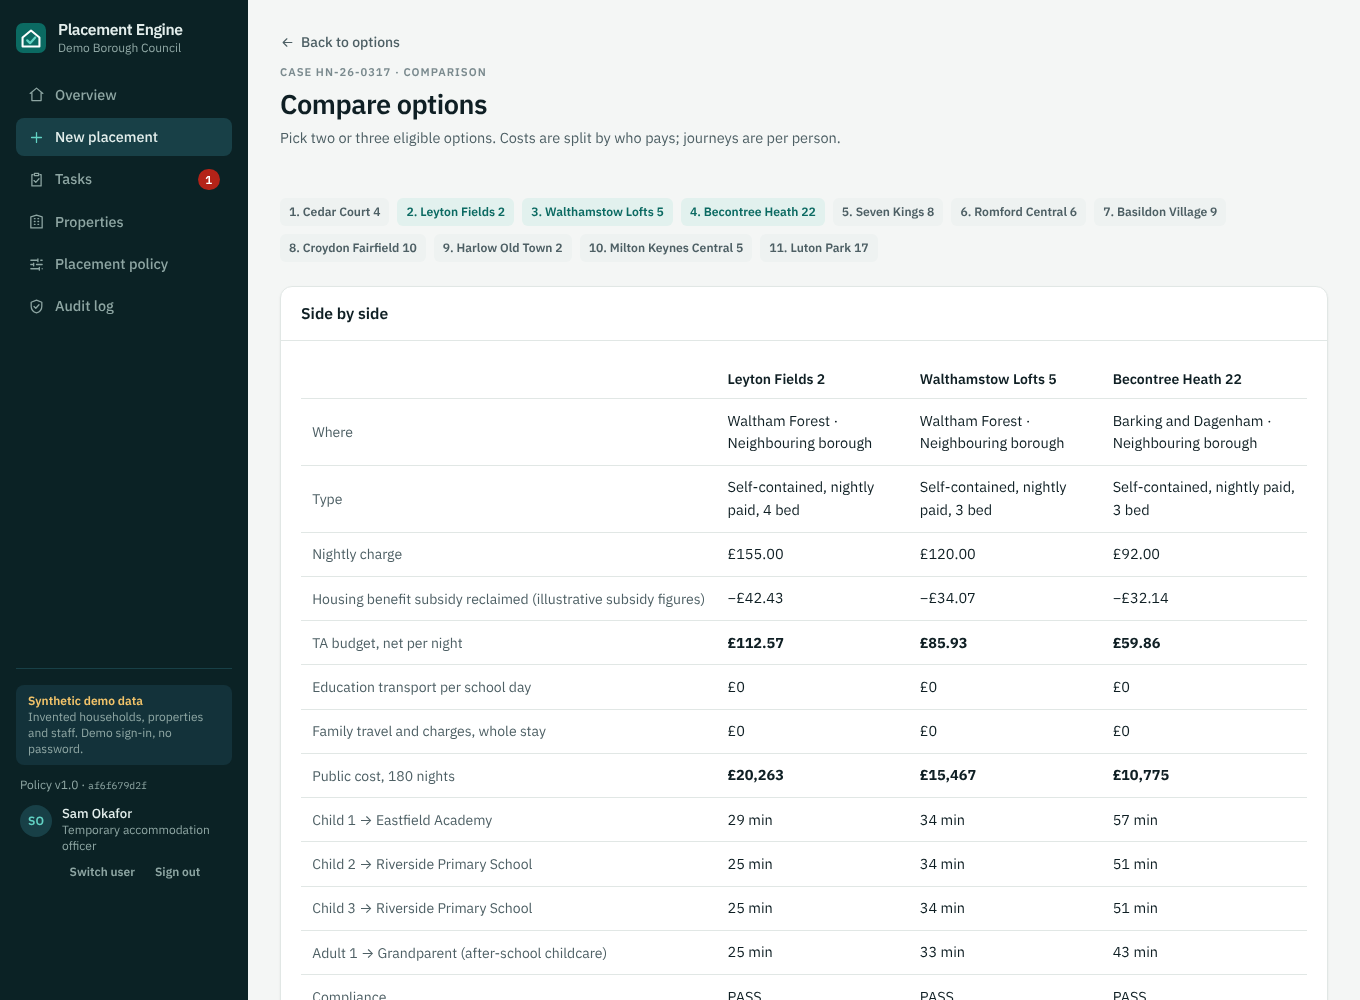 Placement Engine
Demo Borough Council
Overview
New placement
Tasks
1
Properties
Placement policy
Audit log
Synthetic demo data
Invented households, properties
and staff. Demo sign-in, no
password.
Policy v1.0 · af6f679d2f
SO
Sam Okafor
Temporary accommodation
officer
Switch user Sign out
← Back to options
CASE HN-26-0317 · COMPARISON
Compare options
Pick two or three eligible options. Costs are split by who pays; journeys are per person.
1. Cedar Court 4 2. Leyton Fields 2 3. Walthamstow Lofts 5 4. Becontree Heath 22 5. Seven Kings 8 6. Romford Central 6 7. Basildon Village 9
8. Croydon Fairfield 10 9. Harlow Old Town 2 10. Milton Keynes Central 5 11. Luton Park 17
Side by side
Leyton Fields 2 Walthamstow Lofts 5 Becontree Heath 22
Where Waltham Forest · Neighbouring borough Waltham Forest · Neighbouring borough Barking and Dagenham · Neighbouring borough
Type Self-contained, nightly paid, 4 bed Self-contained, nightly paid, 3 bed Self-contained, nightly paid, 3 bed
Nightly charge £155.00 £120.00 £92.00
Housing benefit subsidy reclaimed (illustrative subsidy figures) −£42.43 −£34.07 −£32.14
TA budget, net per night £112.57 £85.93 £59.86
Education transport per school day £0 £0 £0
Family travel and charges, whole stay £0 £0 £0
Public cost, 180 nights £20,263 £15,467 £10,775
Child 1 → Eastfield Academy 29 min 34 min 57 min
Child 2 → Riverside Primary School 25 min 34 min 51 min
Child 3 → Riverside Primary School 25 min 34 min 51 min
Adult 1 → Grandparent (after-school childcare) 25 min 33 min 43 min
Compliance PASS PASS PASS